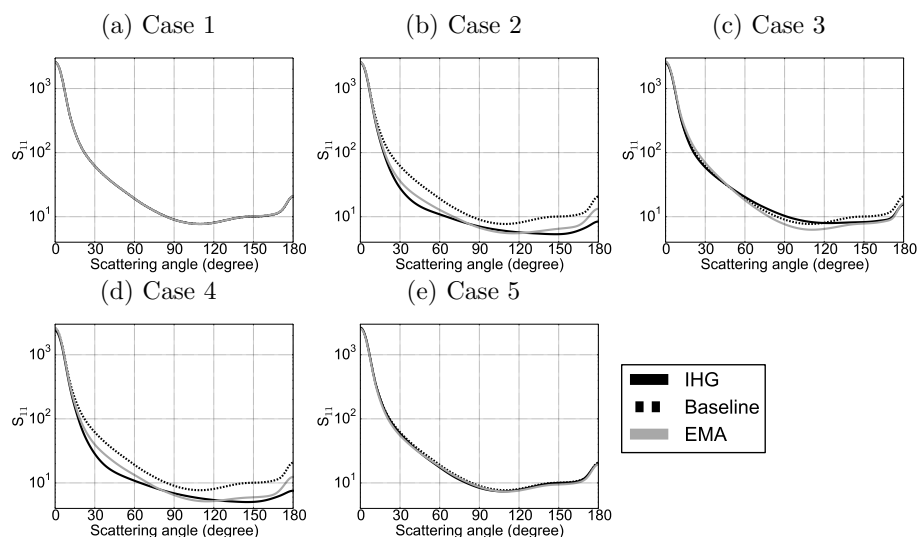 (a) Case 1
(b) Case 2
(c) Case 3
S₁₁
10³
10²
10¹
0 30 60 90 120 150 180
Scattering angle (degree)
S₁₁
10³
10²
10¹
0 30 60 90 120 150 180
Scattering angle (degree)
S₁₁
10³
10²
10¹
0 30 60 90 120 150 180
Scattering angle (degree)
(d) Case 4
(e) Case 5
S₁₁
10³
10²
10¹
0 30 60 90 120 150 180
Scattering angle (degree)
S₁₁
10³
10²
10¹
0 30 60 90 120 150 180
Scattering angle (degree)
IHG
Baseline
EMA